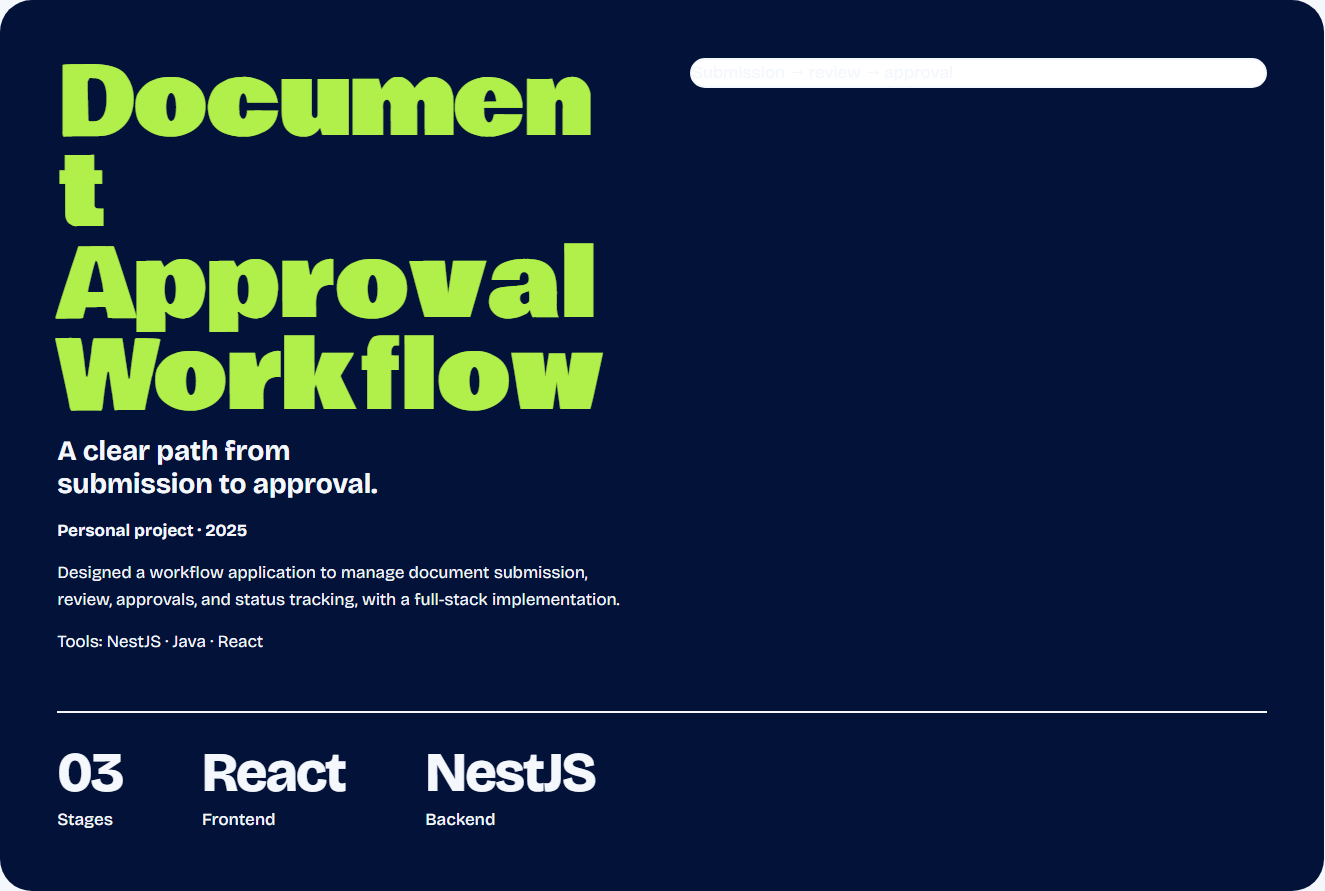 Documen
t
Approval
Workflow
Submission → review → approval
A clear path from
submission to approval.
Personal project · 2025
Designed a workflow application to manage document submission,
review, approvals, and status tracking, with a full-stack implementation.
Tools: NestJS · Java · React
03
React
NestJS
Stages
Frontend
Backend